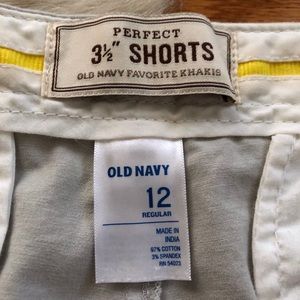 PERFECT
3½" SHORTS
OLD NAVY FAVORITE KHAKIS
OLD NAVY
12
REGULAR
MADE IN
INDIA
97% COTTON
3% SPANDEX
RN 54023